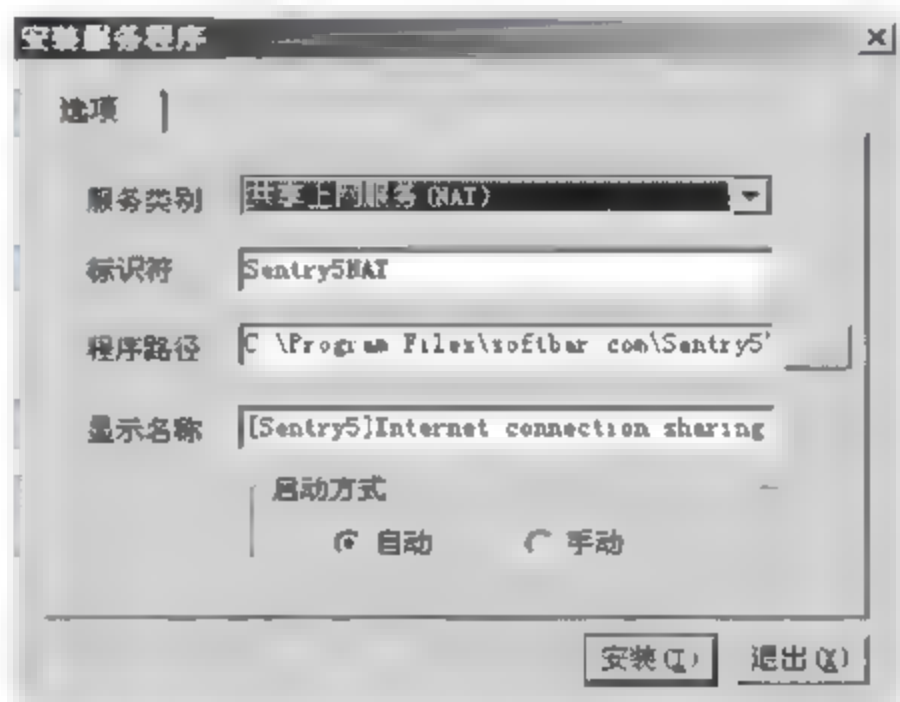 安装服务程序
选项
服务类别 共享上网服务(NAT)
标识符 Sentry5NAT
程序路径 C \Program Files\softbar com\Sentry5\
显示名称 [Sentry5]Internet connection sharing
启动方式
自动 手动
安装(I) 退出(X)